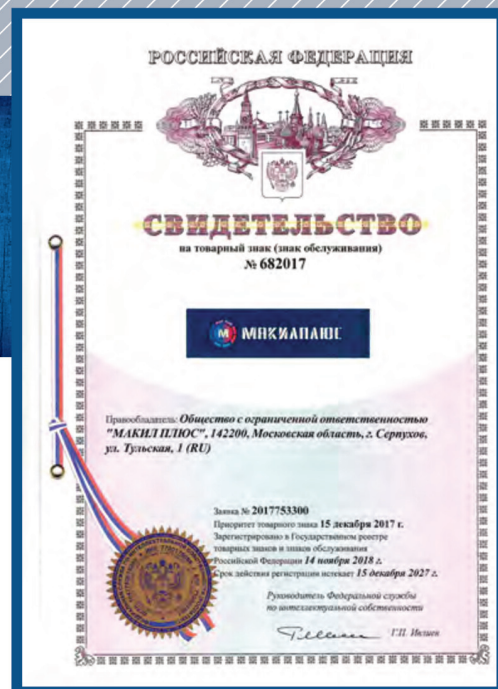 РОССИЙСКАЯ ФЕДЕРАЦИЯ
СВИДЕТЕЛЬСТВО
на товарный знак (знак обслуживания)
№ 682017
М МАКИЛПЛЮС
Правообладатель: Общество с ограниченной ответственностью
"МАКИЛ ПЛЮС", 142200, Московская область, г. Серпухов,
ул. Тульская, 1 (RU)
Заявка № 2017753300
Приоритет товарного знака 15 декабря 2017 г.
Зарегистрировано в Государственном реестре
товарных знаков и знаков обслуживания
Российской Федерации 14 ноября 2018 г.
Срок действия регистрации истекает 15 декабря 2027 г.
Руководитель Федеральной службы
по интеллектуальной собственности
Г.П. Ивлиев